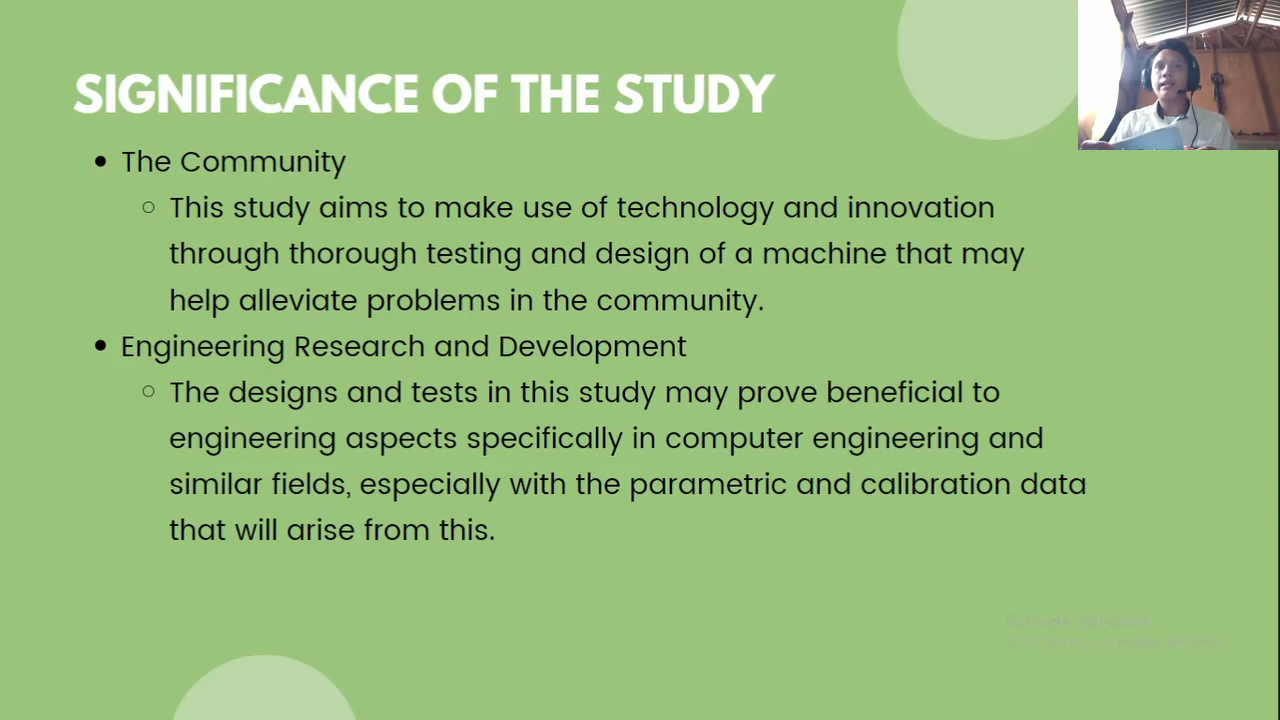 SIGNIFICANCE OF THE STUDY
• The Community
○ This study aims to make use of technology and innovation
through thorough testing and design of a machine that may
help alleviate problems in the community.
• Engineering Research and Development
○ The designs and tests in this study may prove beneficial to
engineering aspects specifically in computer engineering and
similar fields, especially with the parametric and calibration data
that will arise from this.
Activate Windows